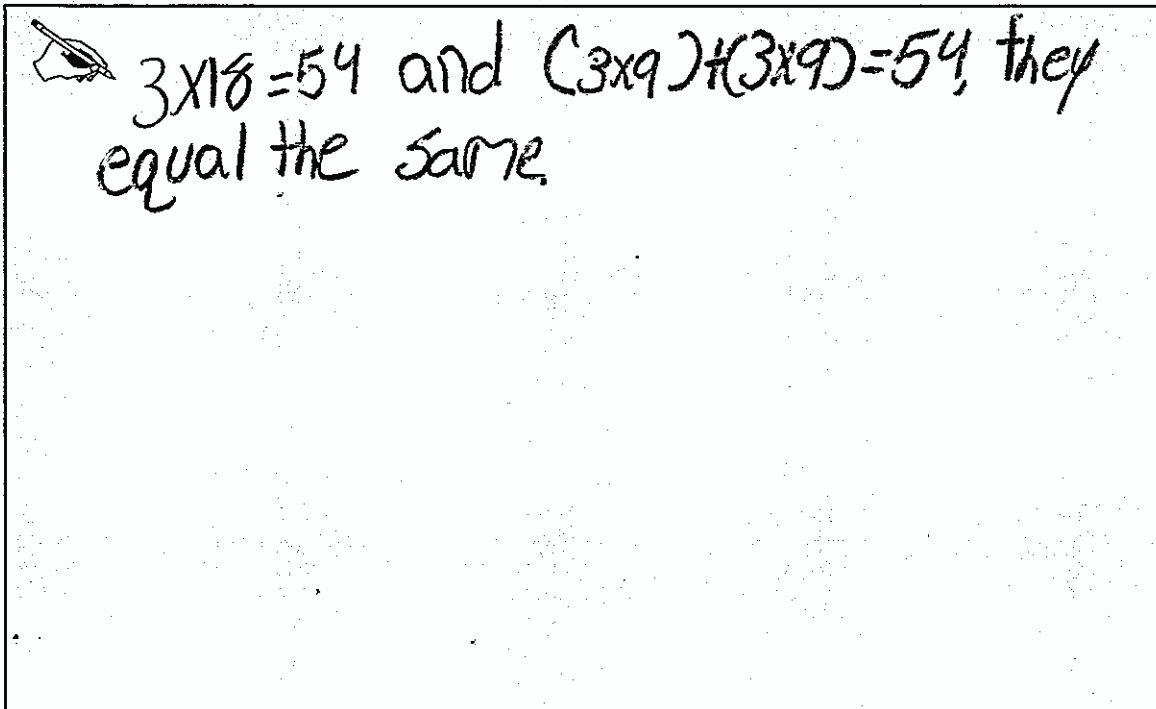 3x18=54 and (3x9)+(3x9)=54, they
equal the same.